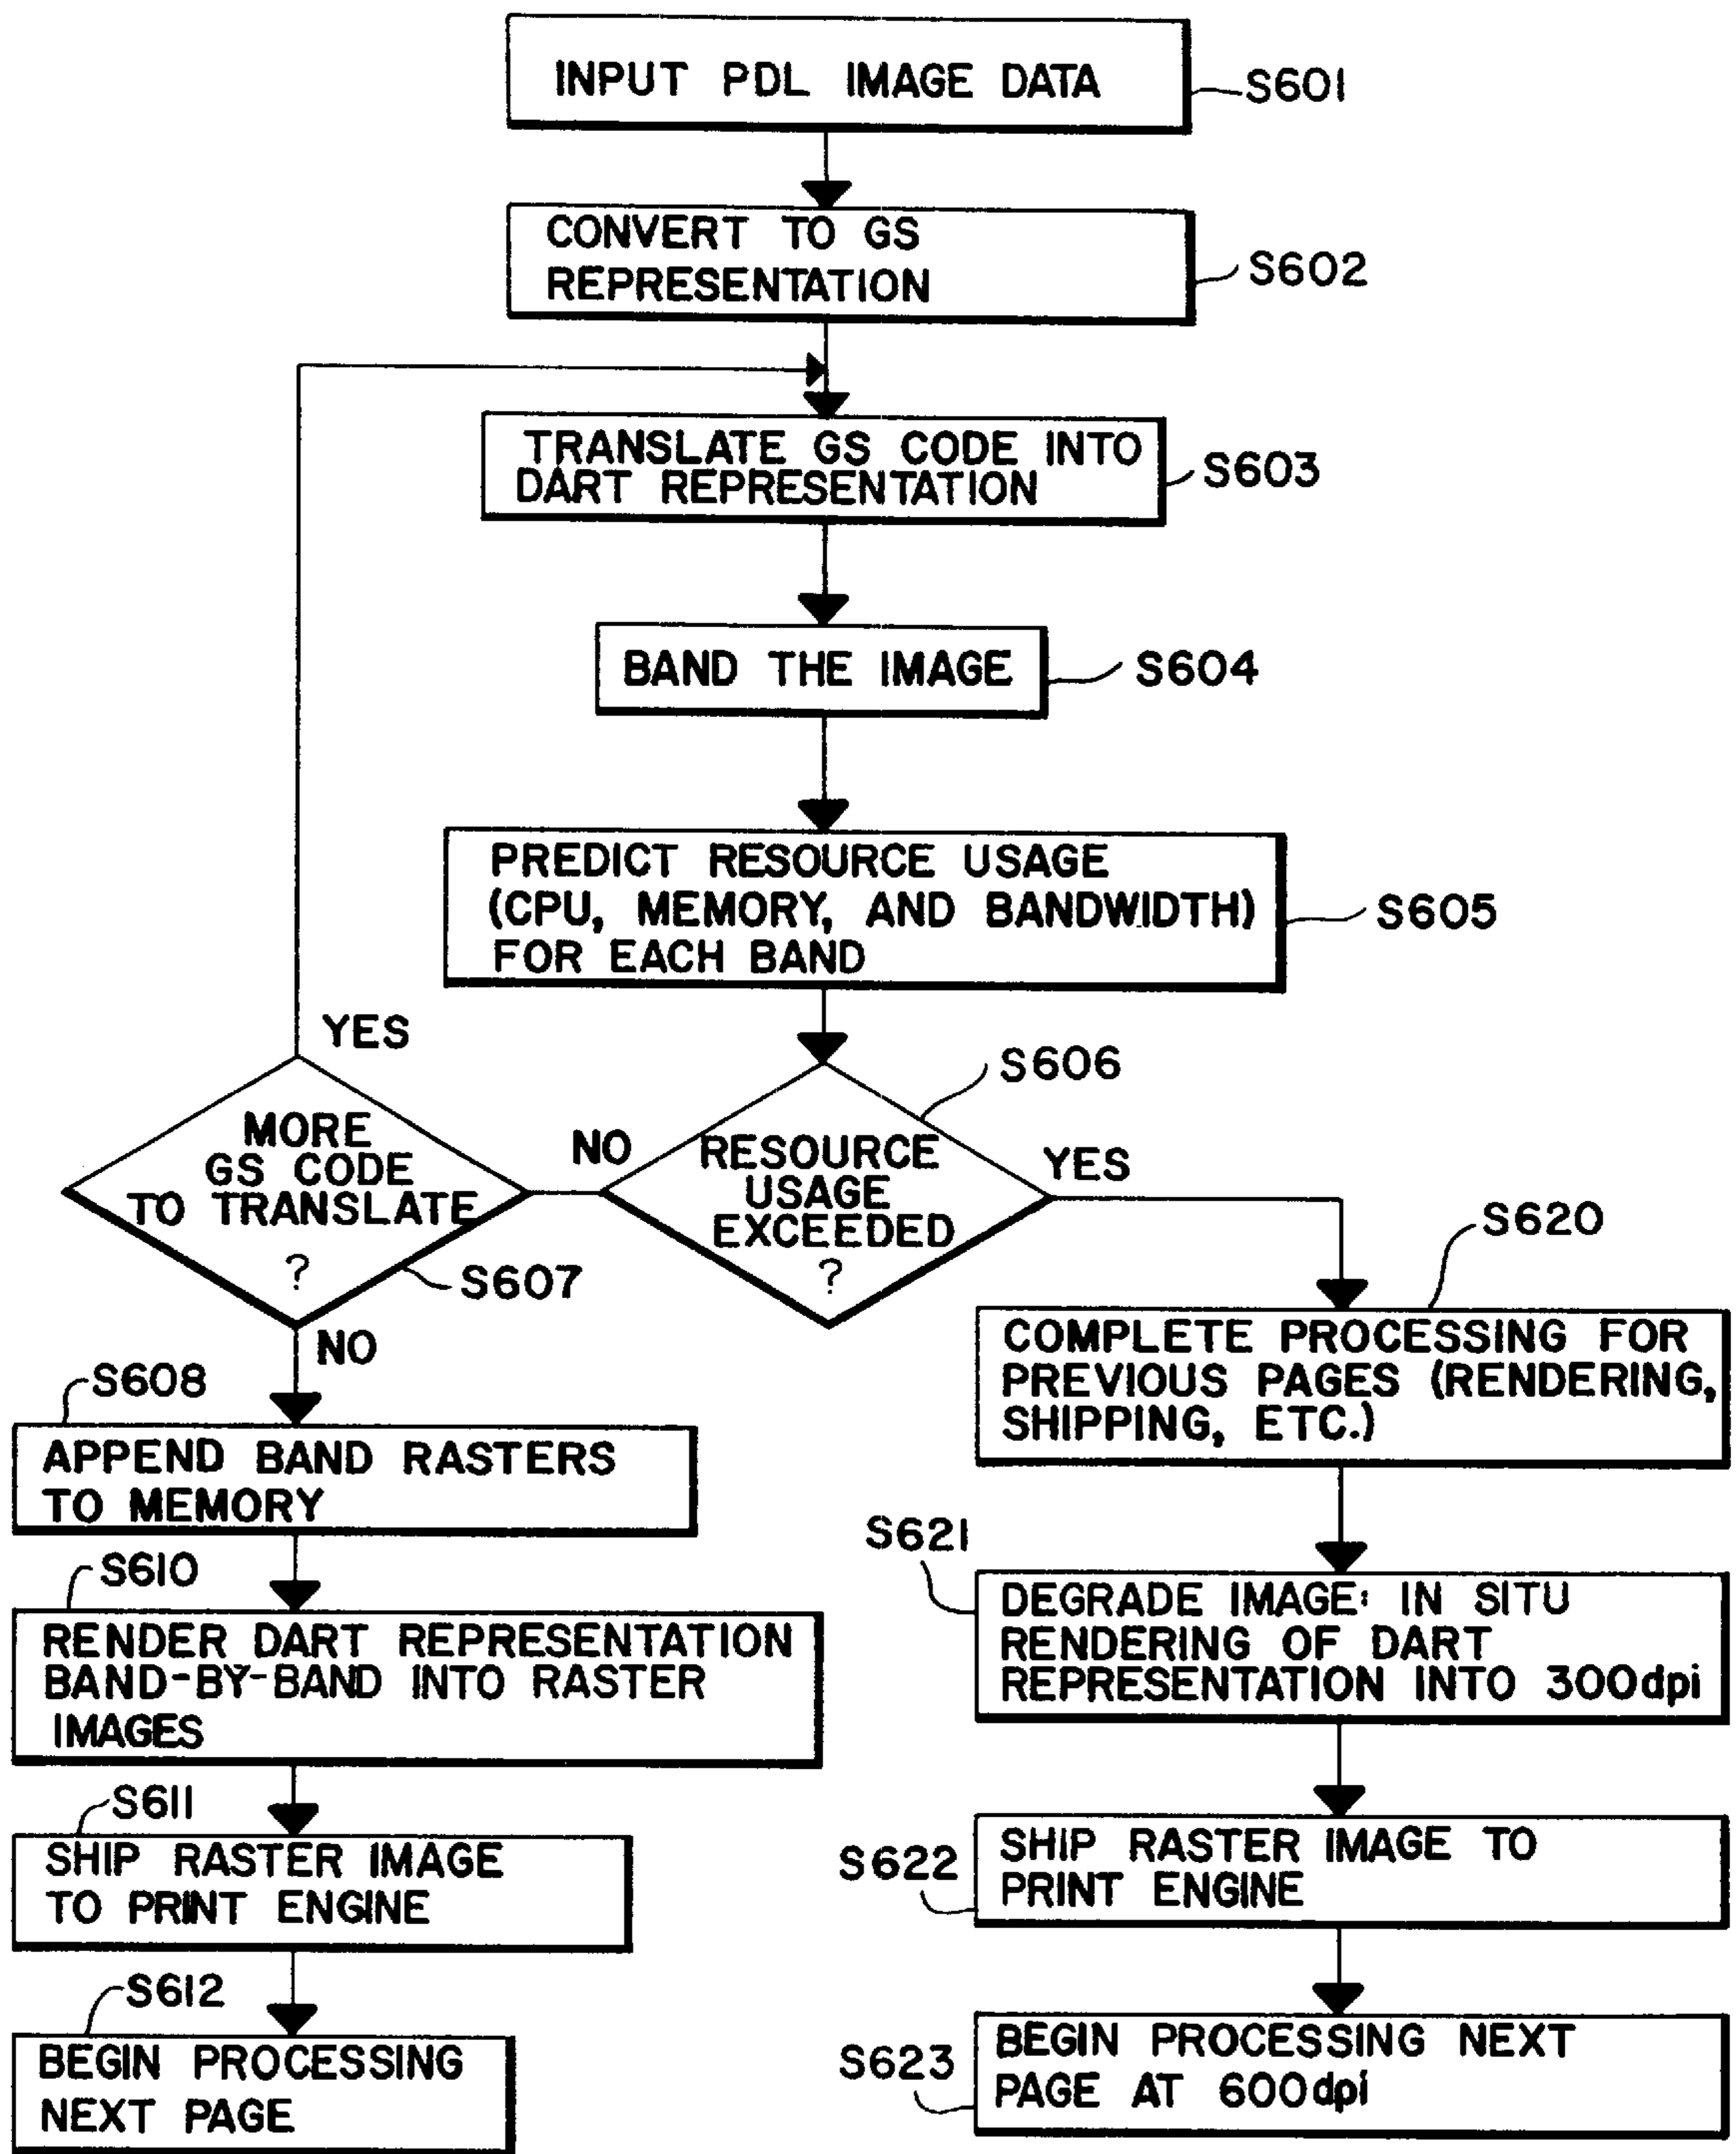 INPUT PDL IMAGE DATA
S601
CONVERT TO GS
REPRESENTATION
S602
TRANSLATE GS CODE INTO
DART REPRESENTATION
S603
BAND THE IMAGE
S604
PREDICT RESOURCE USAGE
(CPU, MEMORY, AND BANDWIDTH)
FOR EACH BAND
S605
YES
MORE
GS CODE
TO TRANSLATE
?
S607
NO
RESOURCE
USAGE
EXCEEDED
?
S606
YES
NO
S608
APPEND BAND RASTERS
TO MEMORY
S610
RENDER DART REPRESENTATION
BAND-BY-BAND INTO RASTER
IMAGES
S611
SHIP RASTER IMAGE
TO PRINT ENGINE
S612
BEGIN PROCESSING
NEXT PAGE
S620
COMPLETE PROCESSING FOR
PREVIOUS PAGES (RENDERING,
SHIPPING, ETC.)
S621
DEGRADE IMAGE: IN SITU
RENDERING OF DART
REPRESENTATION INTO 300dpi
S622
SHIP RASTER IMAGE TO
PRINT ENGINE
S623
BEGIN PROCESSING NEXT
PAGE AT 600dpi